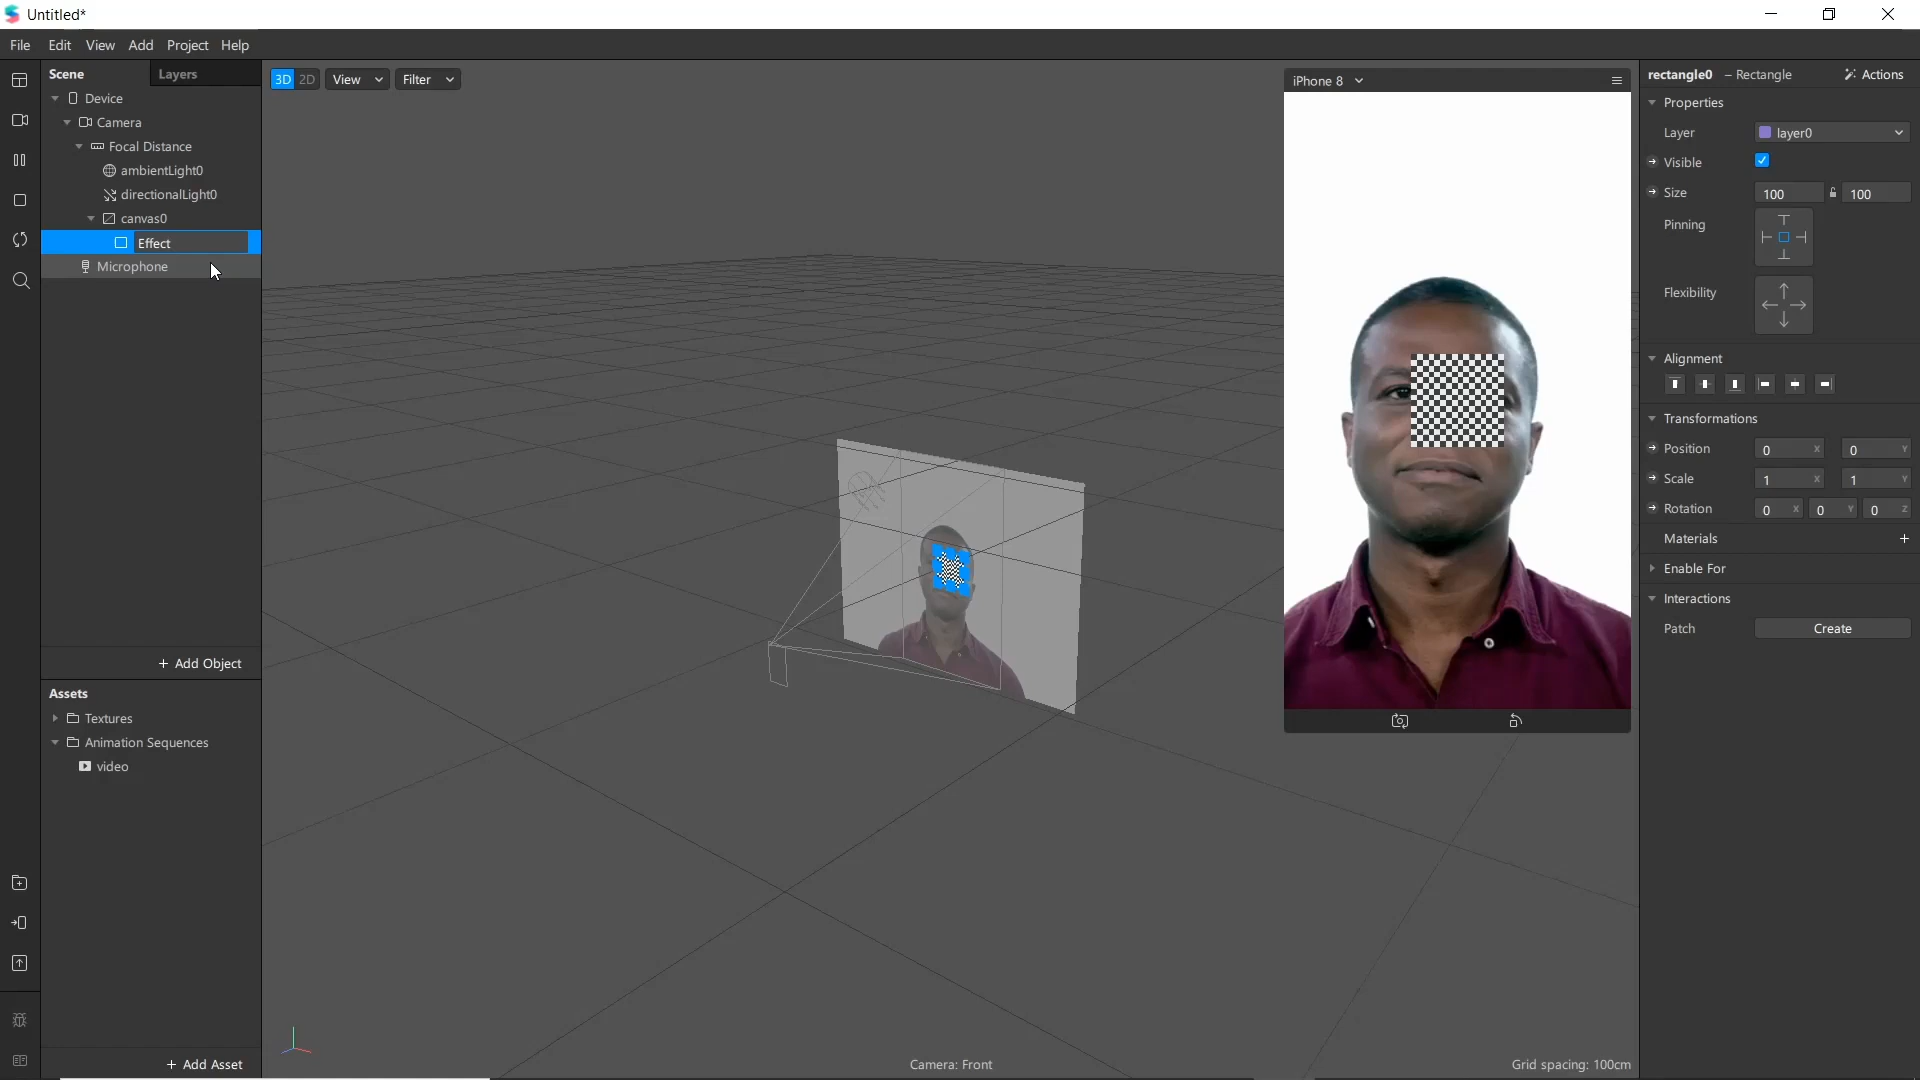 Untitled*
File Edit View Add Project Help
Scene Layers
Device
Camera
Focal Distance
ambientLight0
directionalLight0
canvas0
Effect
Microphone
+ Add Object
Assets
Textures
Animation Sequences
video
+ Add Asset
3D 2D View Filter
Camera: Front
Grid spacing: 100cm
iPhone 8
rectangle0 – Rectangle Actions
Properties
Layer layer0
Visible
Size 100 100
Pinning
Flexibility
Alignment
Transformations
Position 0 X 0 Y
Scale 1 X 1 Y
Rotation 0 X 0 Y 0 Z
Materials +
Enable For
Interactions
Patch Create